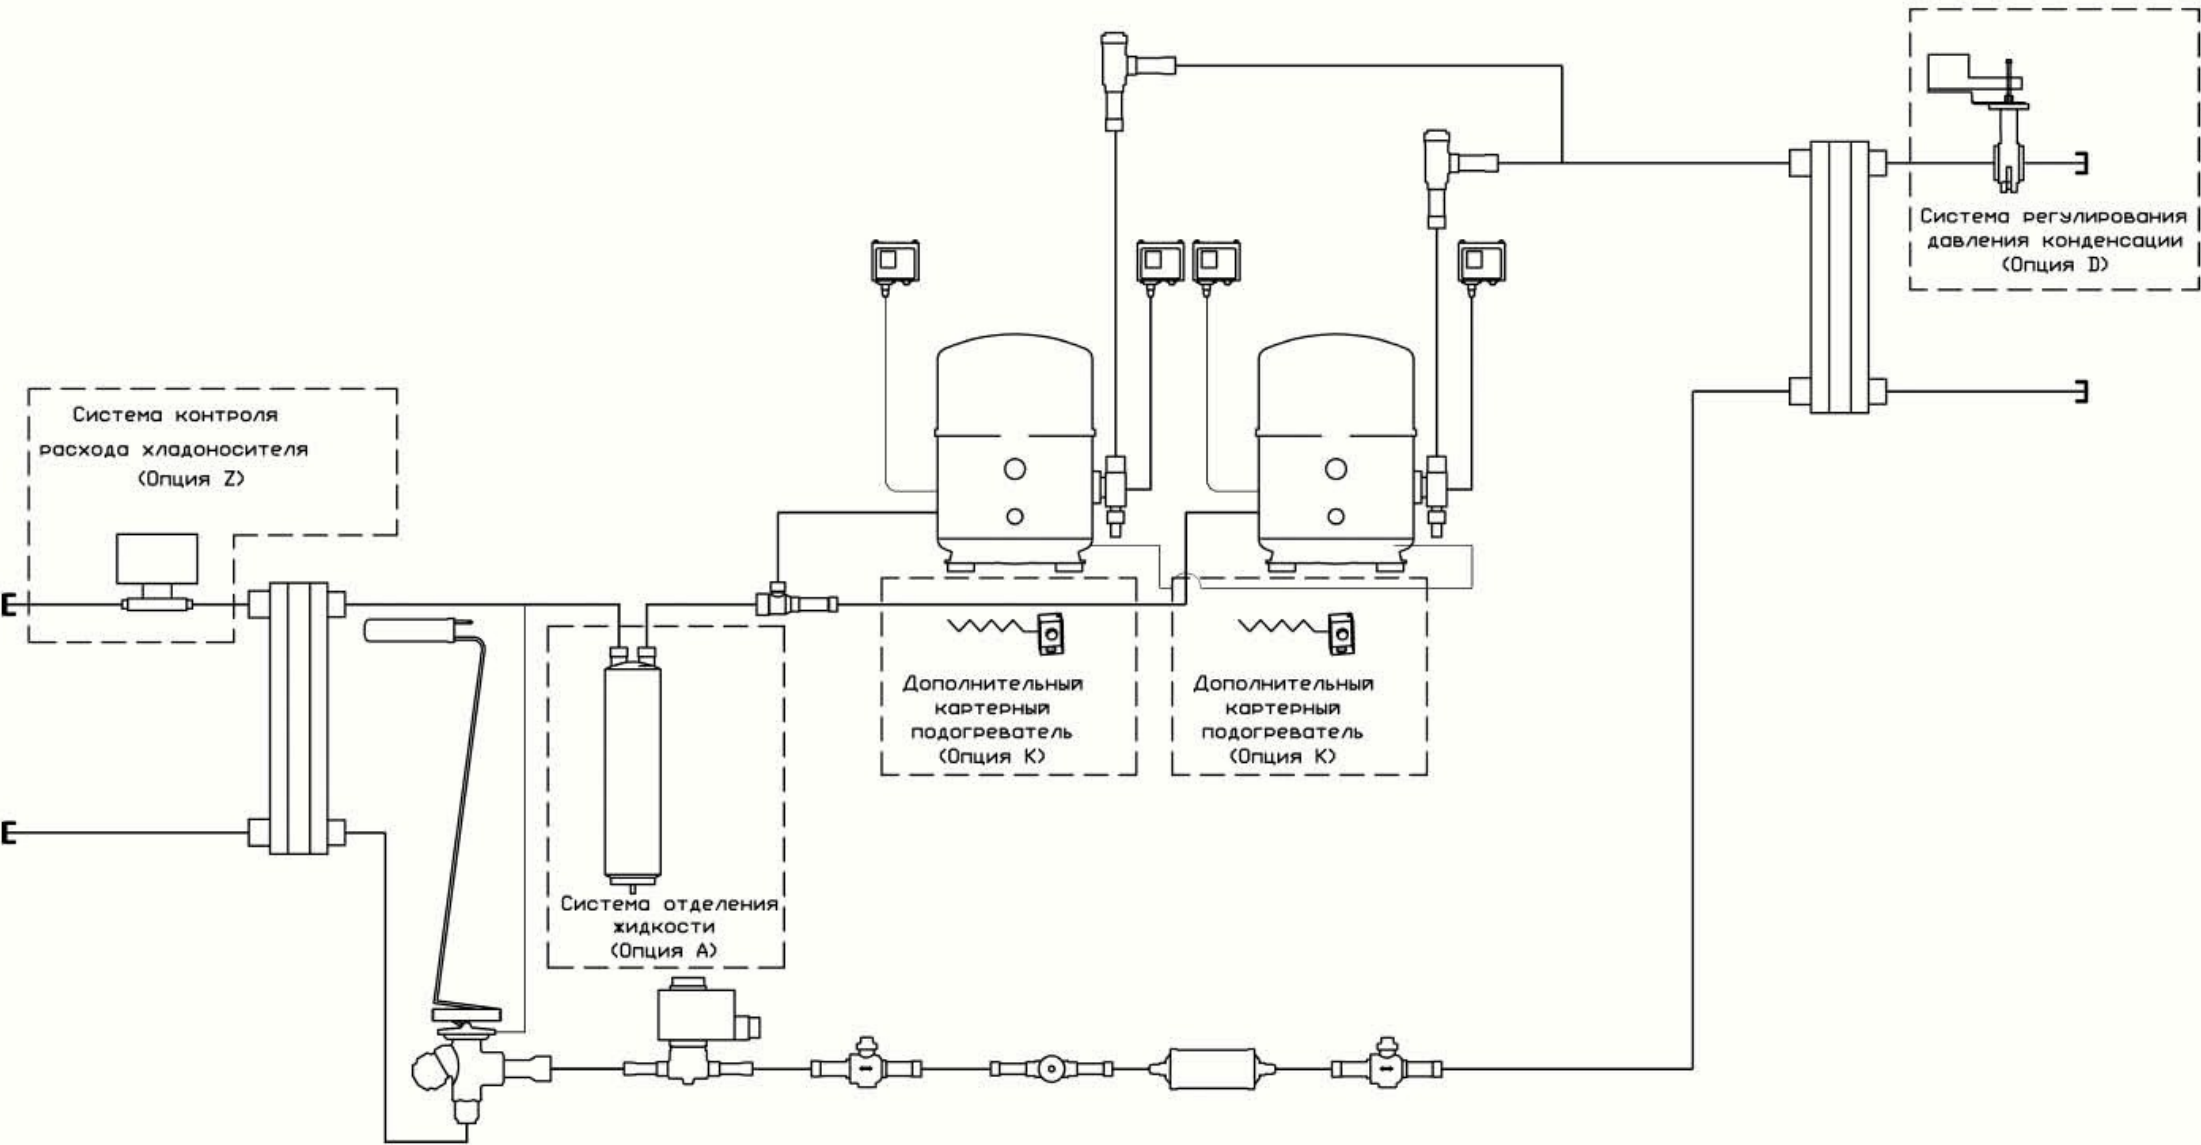 Система регулирования
давления конденсации
(Опция D)
Система контроля
расхода хладоносителя
(Опция Z)
Дополнительный
картерный
подогреватель
(Опция K)
Дополнительный
картерный
подогреватель
(Опция K)
Система отделения
жидкости
(Опция A)